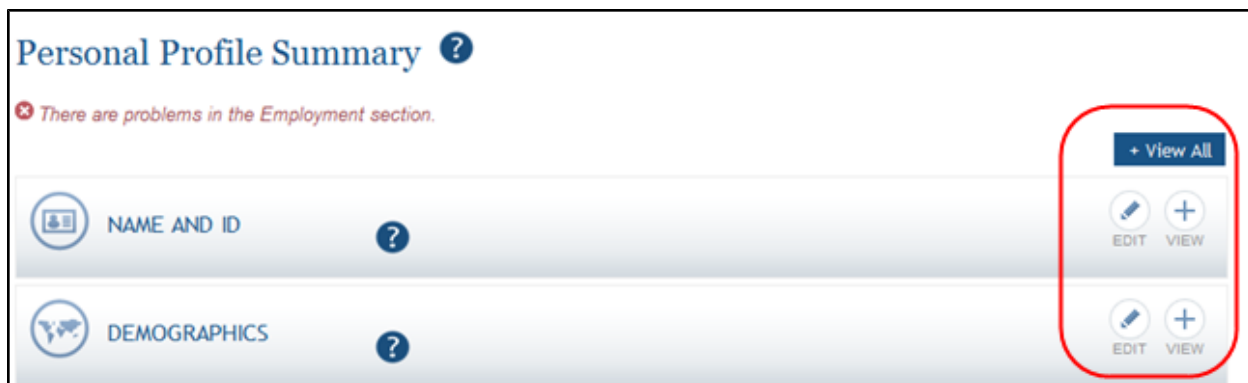 Personal Profile Summary ?
There are problems in the Employment section.
+ View All
NAME AND ID ?
EDIT VIEW
DEMOGRAPHICS ?
EDIT VIEW